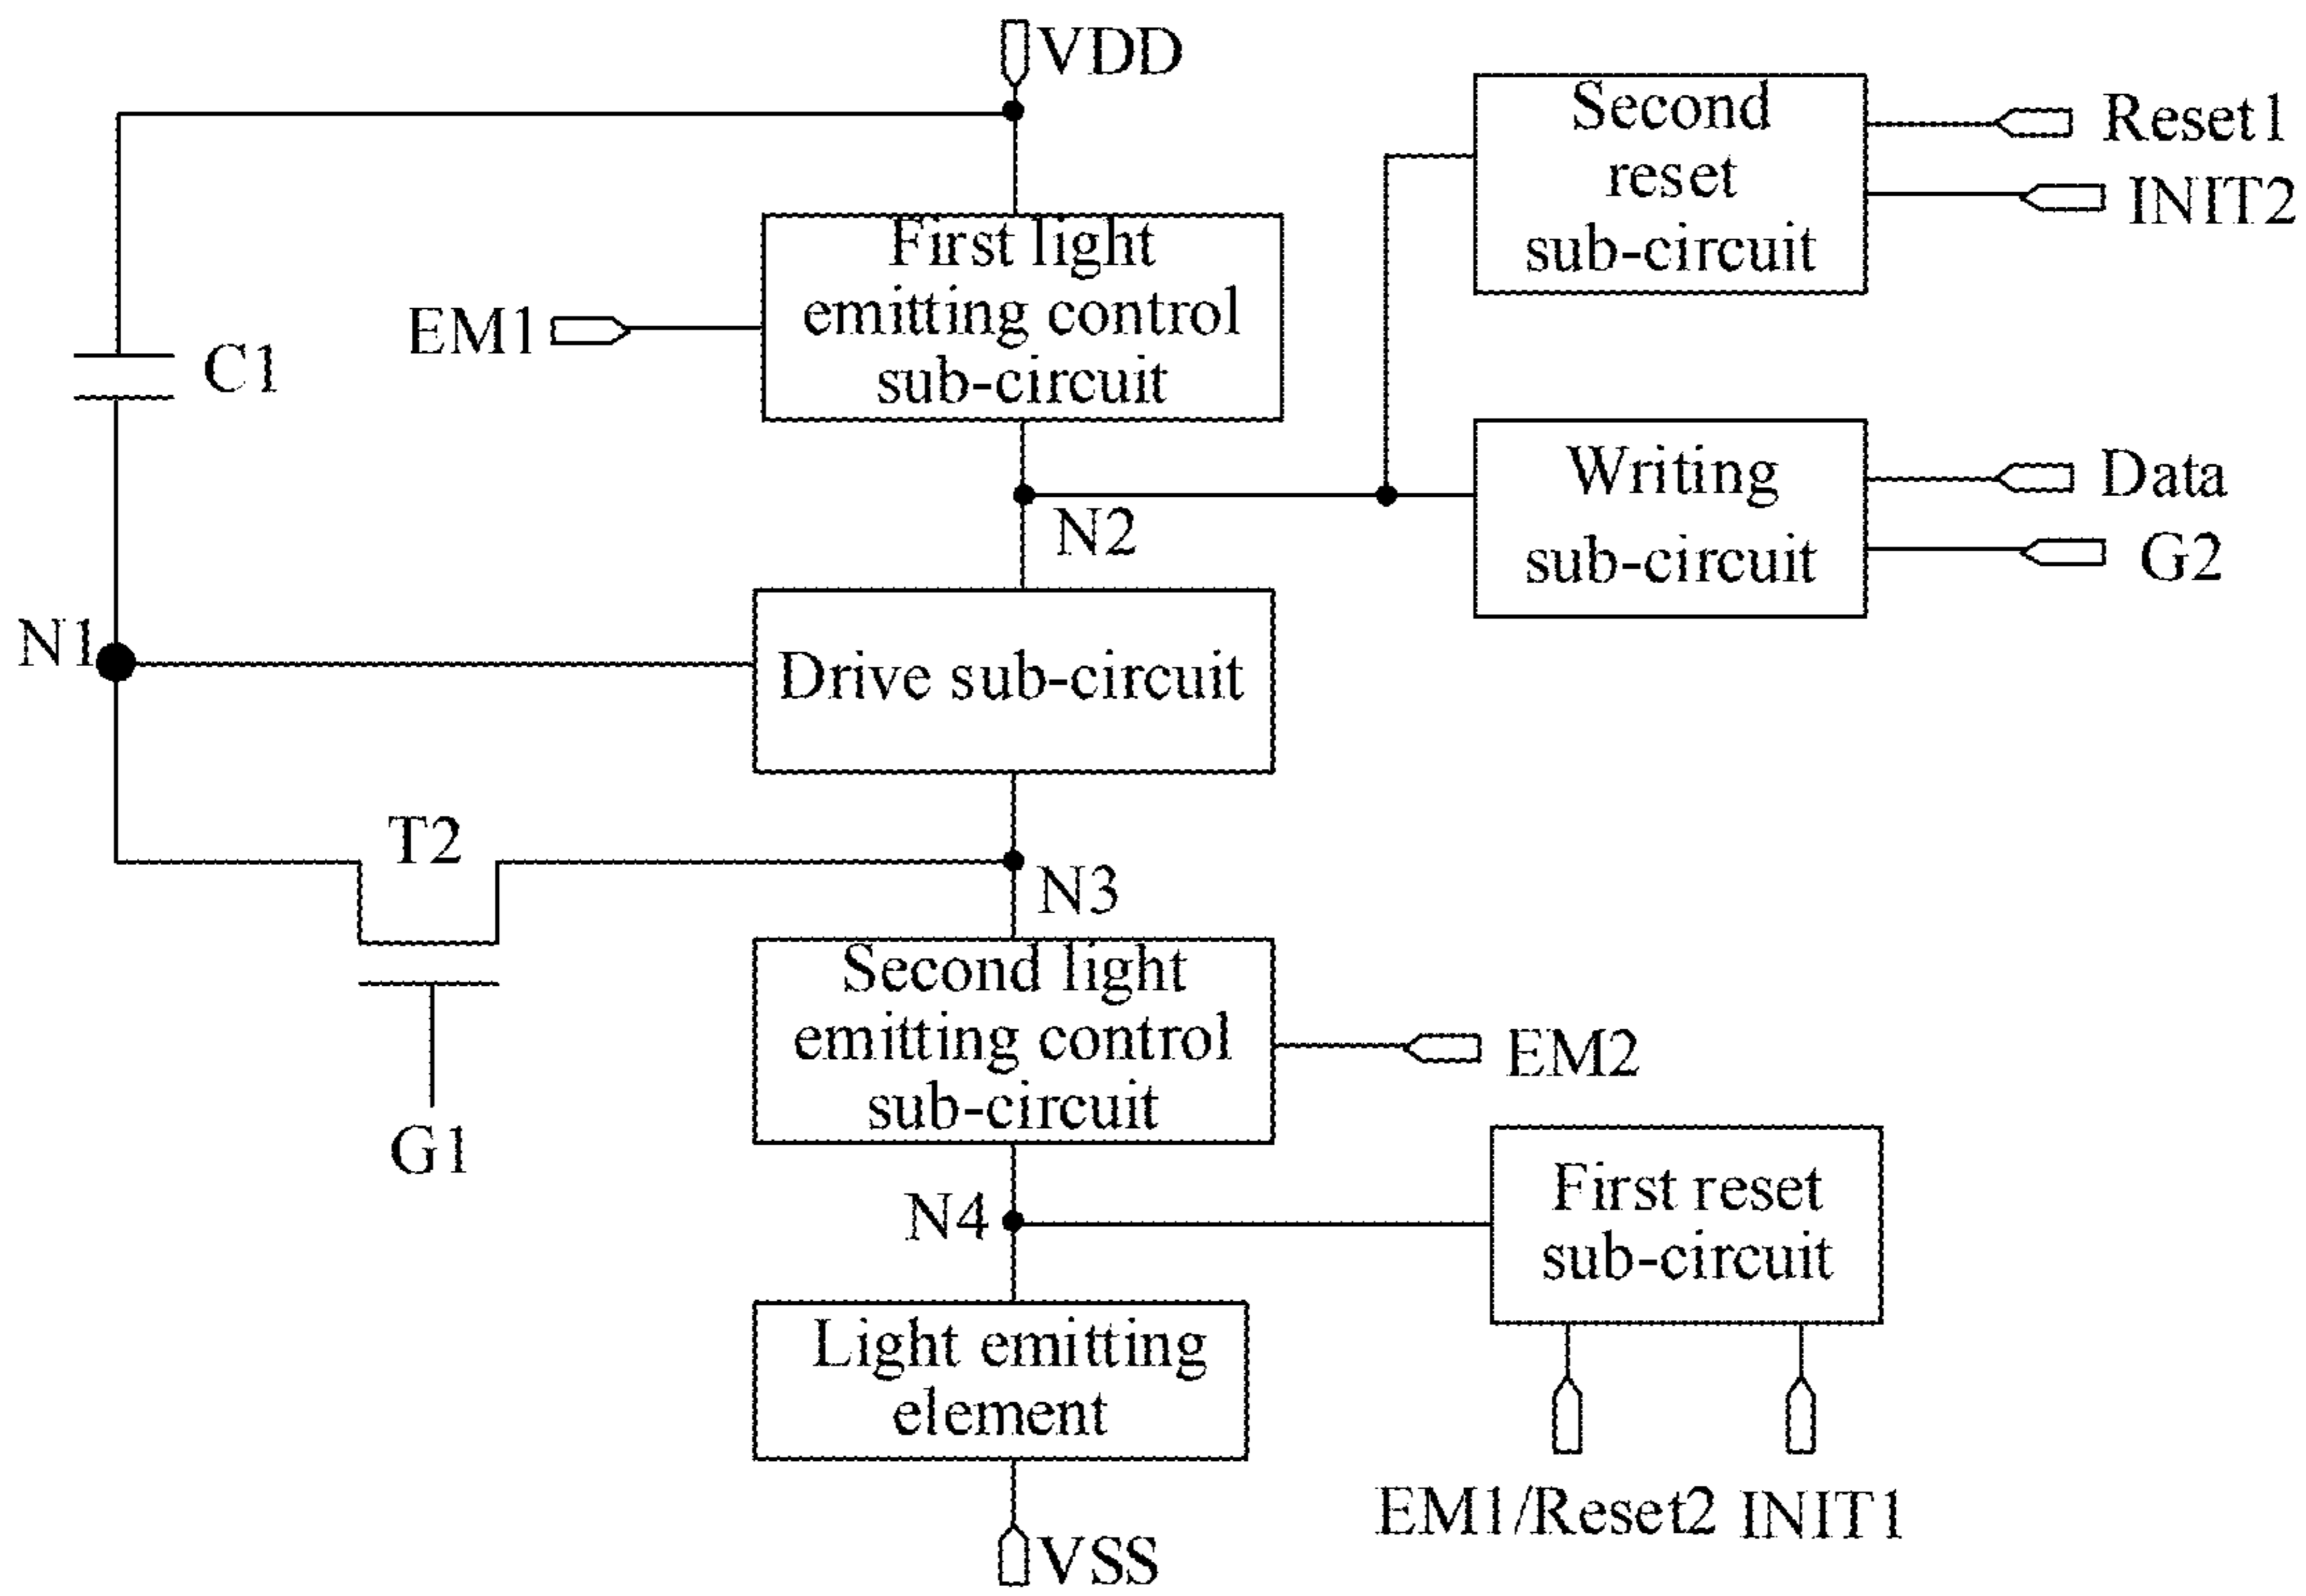 VDD
Second
reset
sub-circuit
Reset1
INIT2
First light
emitting control
sub-circuit
EM1
C1
Writing
sub-circuit
Data
G2
N2
N1
Drive sub-circuit
T2
N3
Second light
emitting control
sub-circuit
EM2
G1
First reset
sub-circuit
N4
Light emitting
element
EM1/Reset2 INIT1
VSS